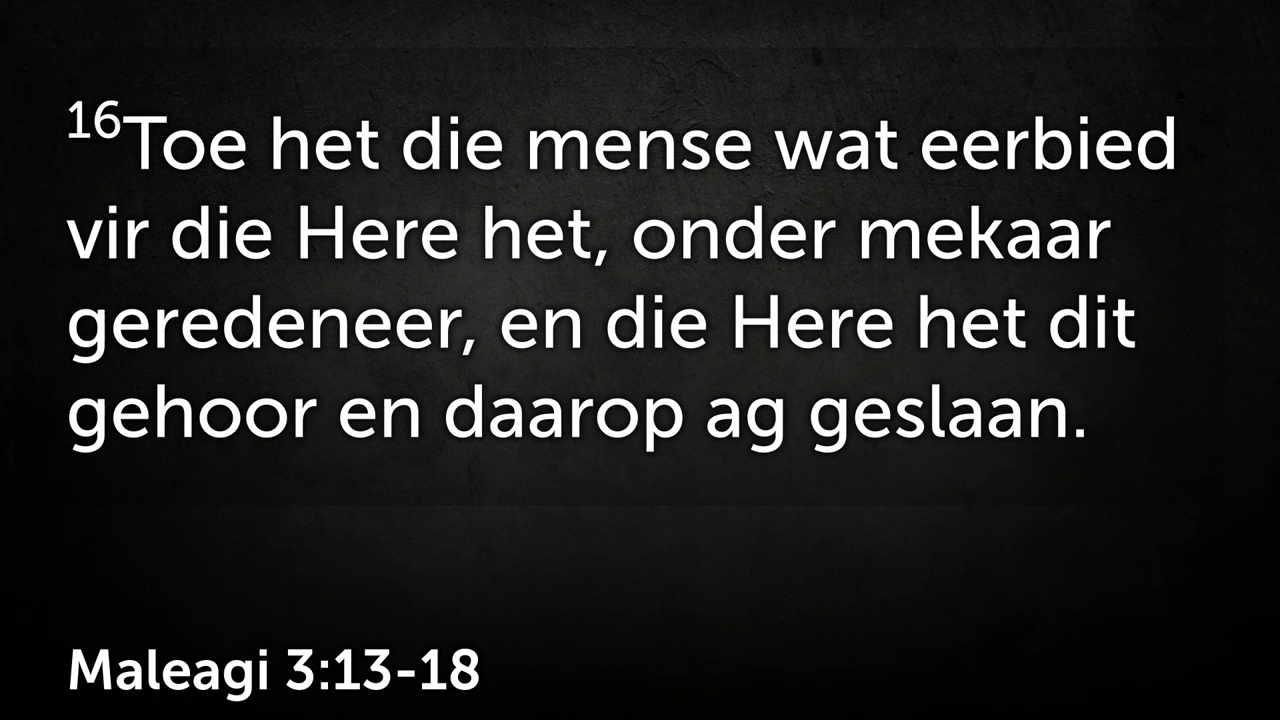 16Toe het die mense wat eerbied
vir die Here het, onder mekaar
geredeneer, en die Here het dit
gehoor en daarop ag geslaan.
Maleagi 3:13-18